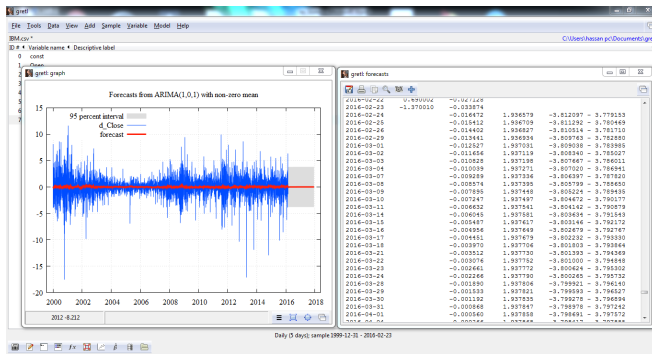 gretl
File Tools Data View Add Sample Variable Model Help
IBM.csv * C:\Users\hassan pc\Documents\gre
ID # Variable name Descriptive label
0 const
1 Open
2
3
4
5
6
7
gretl: graph
Forecasts from ARIMA(1,0,1) with non-zero mean
95 percent interval
d_Close
forecast
15
10
5
0
-5
-10
-15
-20
2000 2002 2004 2006 2008 2010 2012 2014 2016 2018
2012 -8.212
gretl: forecasts
2016-02-22 0.690002 -0.027128
2016-02-23 -1.370010 -0.033874
2016-02-24 -0.016472 1.936579 -3.812097 - 3.779153
2016-02-25 -0.015412 1.936709 -3.811292 - 3.780469
2016-02-26 -0.014402 1.936827 -3.810514 - 3.781710
2016-02-29 -0.013441 1.936934 -3.809763 - 3.782880
2016-03-01 -0.012527 1.937031 -3.809038 - 3.783985
2016-03-02 -0.011656 1.937119 -3.808340 - 3.785027
2016-03-03 -0.010828 1.937198 -3.807667 - 3.786011
2016-03-04 -0.010039 1.937271 -3.807020 - 3.786941
2016-03-07 -0.009289 1.937336 -3.806397 - 3.787820
2016-03-08 -0.008574 1.937395 -3.805799 - 3.788650
2016-03-09 -0.007895 1.937448 -3.805224 - 3.789435
2016-03-10 -0.007247 1.937497 -3.804672 - 3.790177
2016-03-11 -0.006632 1.937541 -3.804142 - 3.790879
2016-03-14 -0.006045 1.937581 -3.803634 - 3.791543
2016-03-15 -0.005487 1.937617 -3.803146 - 3.792172
2016-03-16 -0.004956 1.937649 -3.802679 - 3.792767
2016-03-17 -0.004451 1.937679 -3.802232 - 3.793330
2016-03-18 -0.003970 1.937706 -3.801803 - 3.793864
2016-03-21 -0.003512 1.937730 -3.801393 - 3.794369
2016-03-22 -0.003076 1.937752 -3.801000 - 3.794848
2016-03-23 -0.002661 1.937772 -3.800624 - 3.795302
2016-03-24 -0.002266 1.937790 -3.800265 - 3.795732
2016-03-28 -0.001890 1.937806 -3.799921 - 3.796140
2016-03-29 -0.001533 1.937821 -3.799593 - 3.796527
2016-03-30 -0.001192 1.937835 -3.799278 - 3.796894
2016-03-31 -0.000868 1.937847 -3.798978 - 3.797242
2016-04-01 -0.000560 1.937858 -3.798691 - 3.797572
Daily (5 days); sample 1999-12-31 - 2016-02-23
fx
β